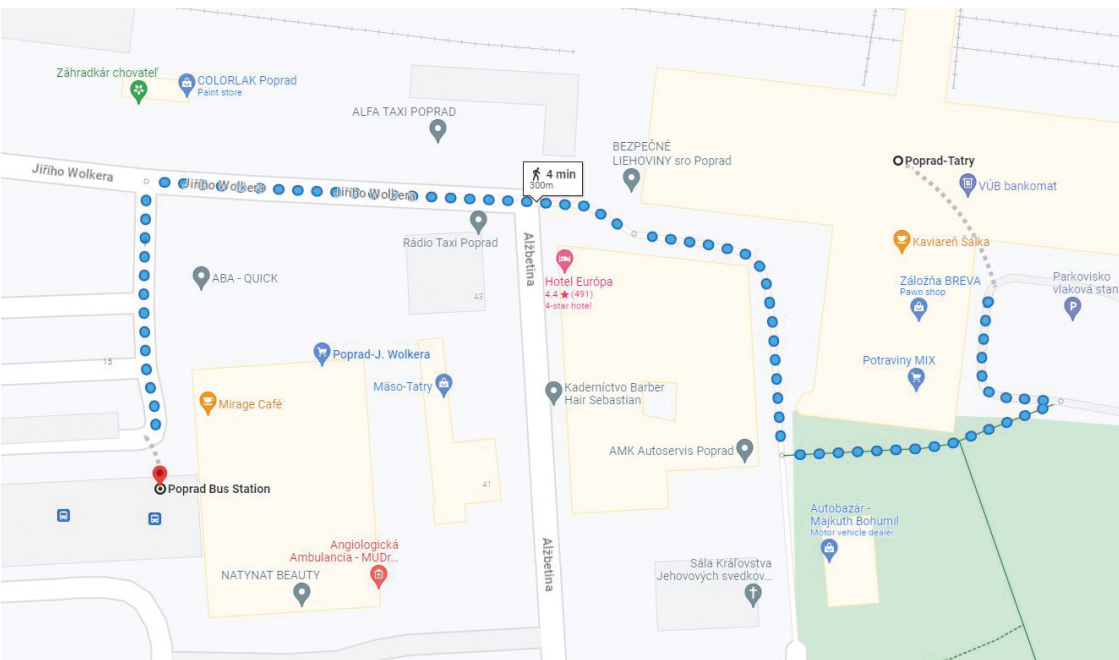 Záhradkár chovateľ
COLORLAK Poprad
Paint store
ALFA TAXI POPRAD
BEZPEČNÉ
LIEHOVINY sro Poprad
Poprad-Tatry
VÚB bankomat
4 min
300m
Jiřího Wolkera
Jiřího Wolkera
Jiřího Wolkera
Rádio Taxi Poprad
Alžbetina
Kaviareň Šálka
ABA - QUICK
Hotel Európa
4.4 ★ (491)
4-star hotel
Záložňa BREVA
Pawn shop
Parkovisko
vlaková stan
P
43
15
Poprad-J. Wolkera
Mäso-Tatry
Potraviny MIX
Mirage Café
Kaderníctvo Barber
Hair Sebastian
AMK Autoservis Poprad
Poprad Bus Station
41
Autobazár -
Majkuth Bohumil
Motor vehicle dealer
Angiologická
Ambulancia - MUDr...
Alžbetina
NATYNAT BEAUTY
Sála Kráľovstva
Jehovových svedkov...